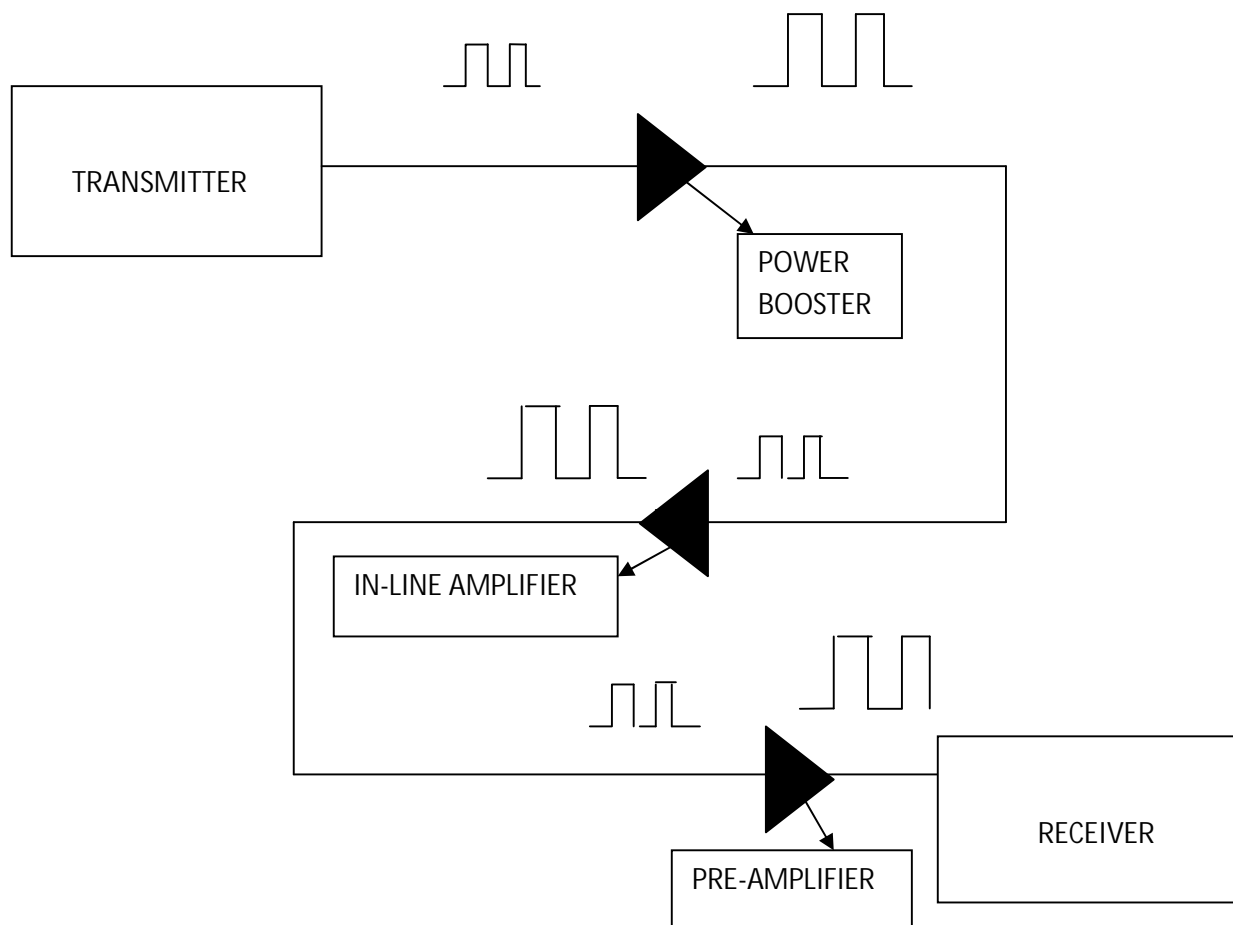 TRANSMITTER
POWER
BOOSTER
IN-LINE AMPLIFIER
RECEIVER
PRE-AMPLIFIER